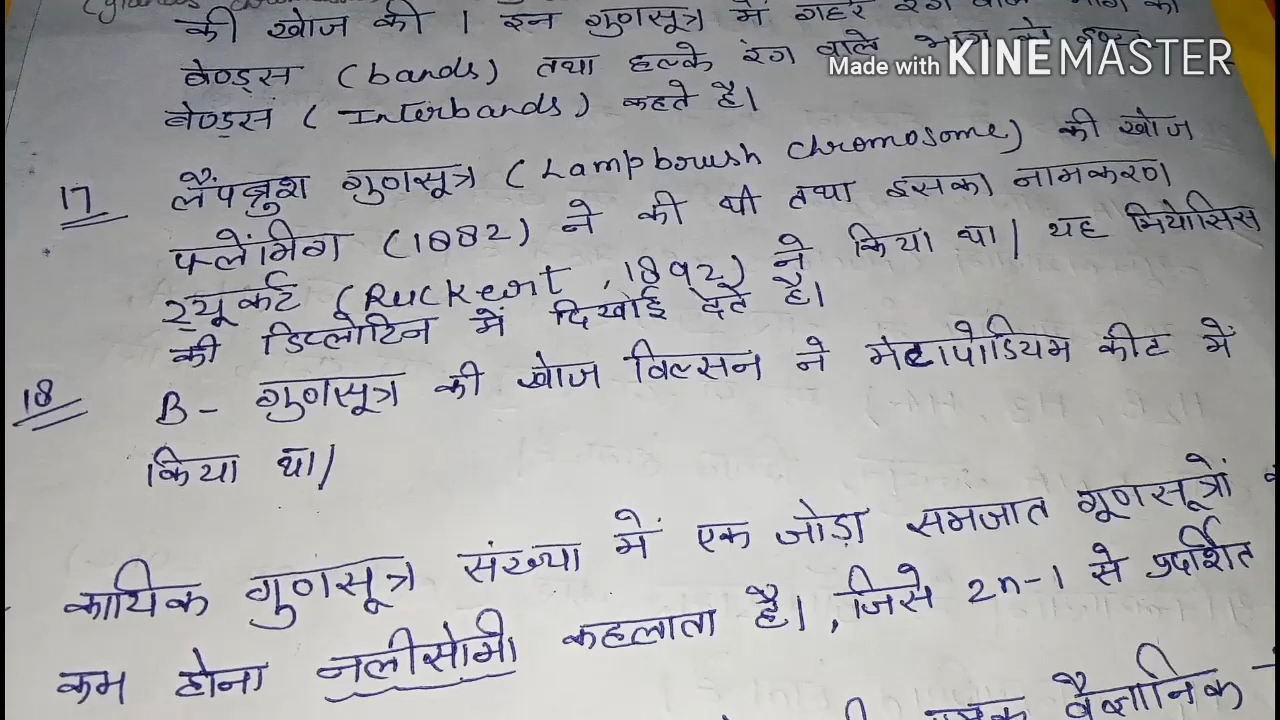 की खोज की । इन गुणसूत्र में गहरे रंग वाले भाग को
बेण्ड्स (bands) तथा हल्के रंग वाले भाग को
Made with KINEMASTER
बेण्ड्स (Interbands) कहते है।
17 लैंपब्रुश गुणसूत्र (Lampbrush chromosome) की खोज
फ्लेंमिग (1882) ने की थी तथा इसका नामकरण
र्‍यूकर्ट (Ruckert, 1892) ने किया था। यह मियोसिस
की डिप्लोटिन में दिखाई देते है।
18 B - गुणसूत्र की खोज विल्सन ने मेटापोडियम कीट में
किया था।
कायिक गुणसूत्र संख्या में एक जोड़ा समजात गूणसूत्रों
कम होना नलीसोमी कहलाता है। , जिसे 2n-1 से प्रदर्शित
वैज्ञानिक